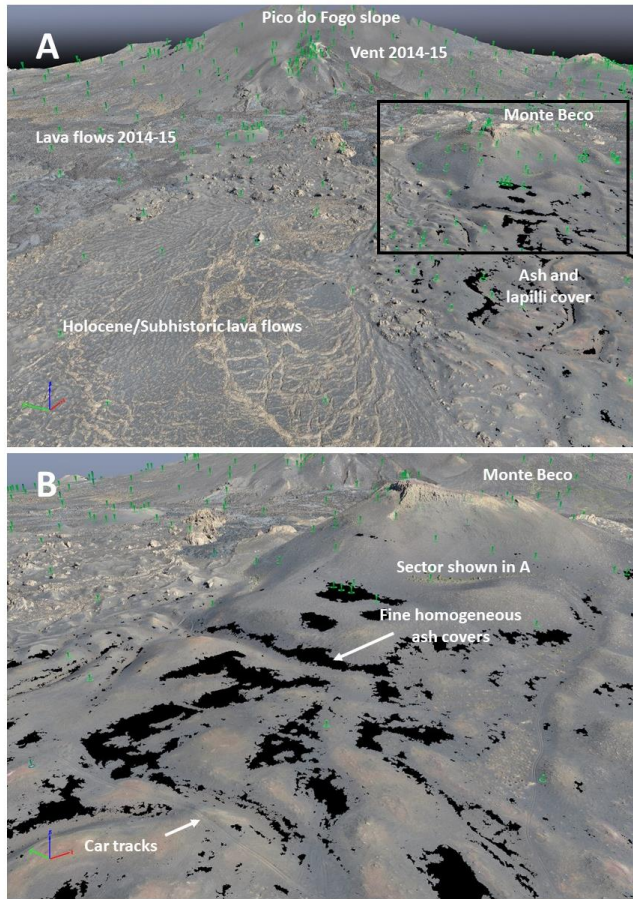 A
Pico do Fogo slope
Vent 2014-15
Monte Beco
Lava flows 2014-15
Ash and
lapilli cover
Holocene/Subhistoric lava flows
B
Monte Beco
Sector shown in A
Fine homogeneous
ash covers
Car tracks